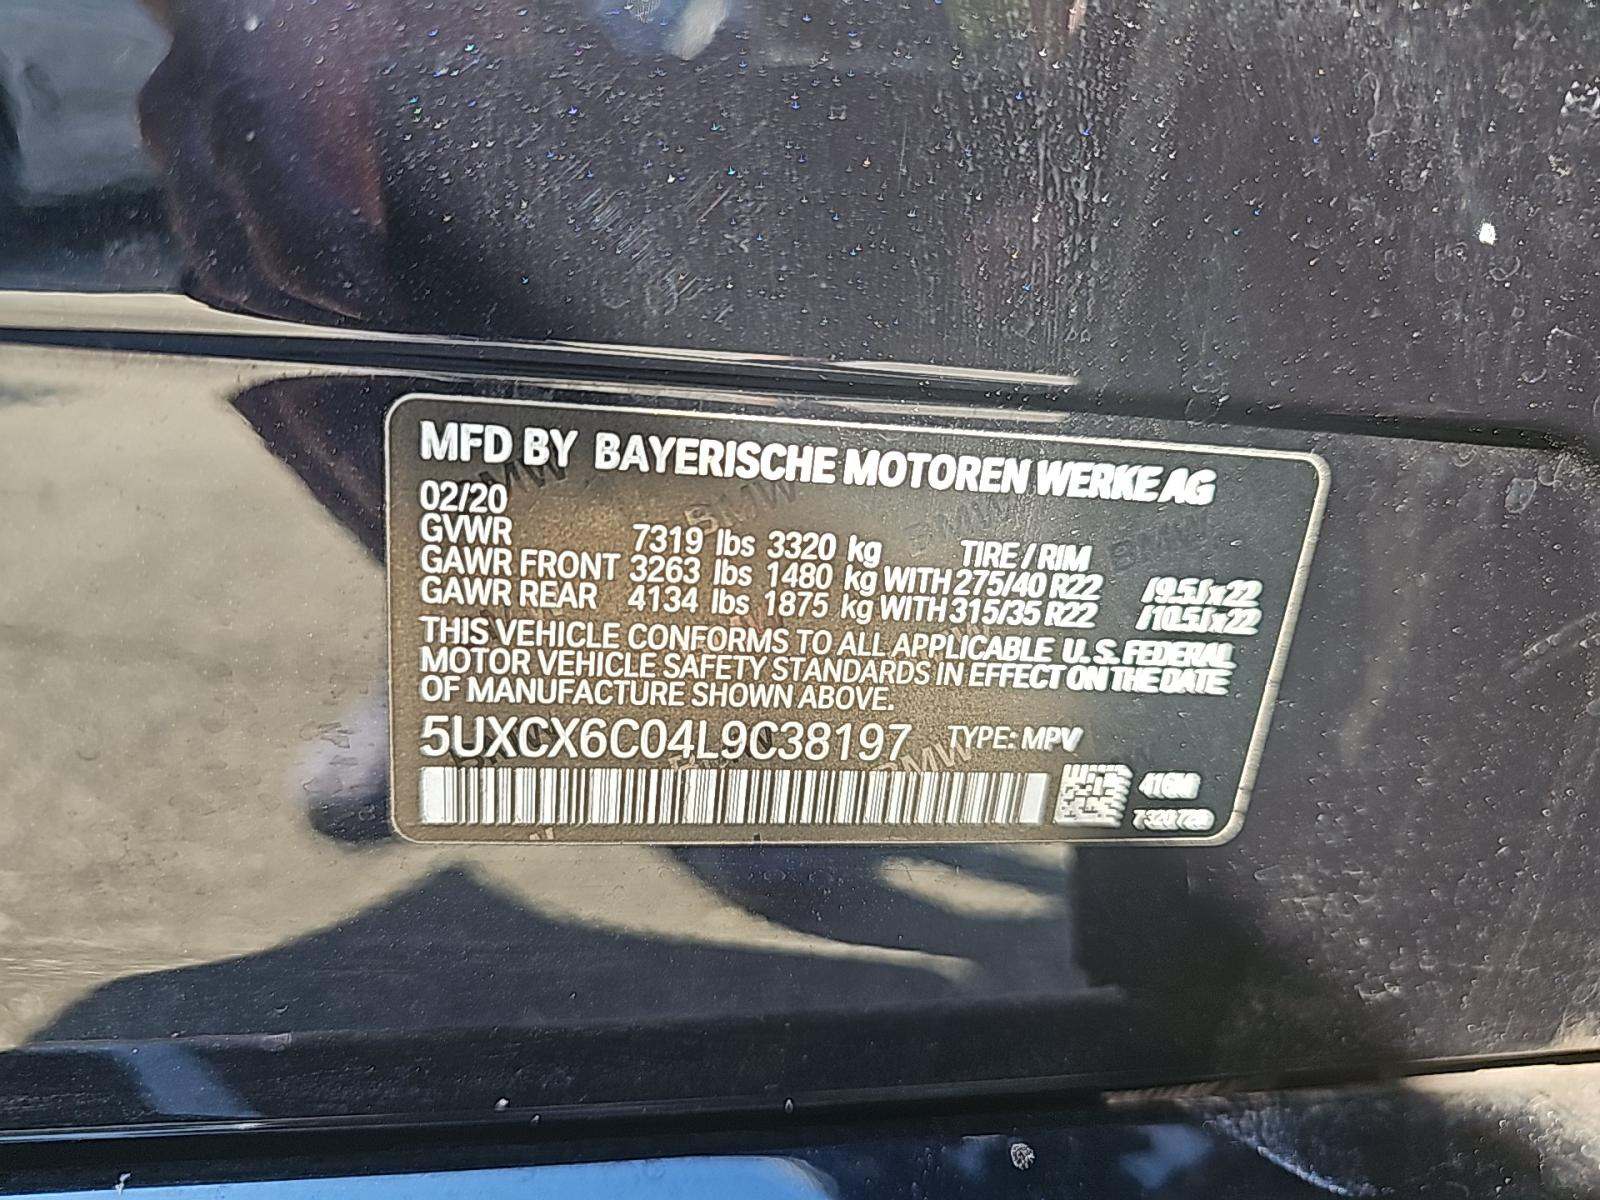 MFD BY BAYERISCHE MOTOREN WERKE AG
02/20
GVWR 7319 lbs 3320 kg TIRE / RIM
GAWR FRONT 3263 lbs 1480 kg WITH 275/40 R22 /9.5Jx22
GAWR REAR 4134 lbs 1875 kg WITH 315/35 R22 /10.5Jx22
THIS VEHICLE CONFORMS TO ALL APPLICABLE U.S. FEDERAL
MOTOR VEHICLE SAFETY STANDARDS IN EFFECT ON THE DATE
OF MANUFACTURE SHOWN ABOVE.
5UXCX6C04L9C38197 TYPE: MPV